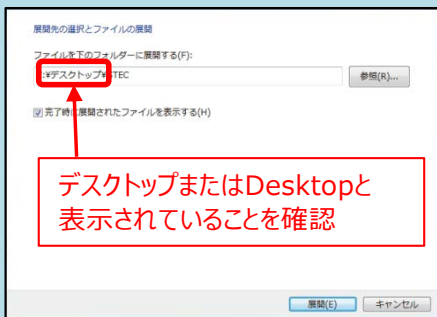 展開先の選択とファイルの展開
ファイルを下のフォルダーに展開する(F):
:¥デスクトップ¥ TEC
参照(R)...
完了時に展開されたファイルを表示する(H)
デスクトップまたはDesktopと
表示されていることを確認
展開(E)
キャンセル